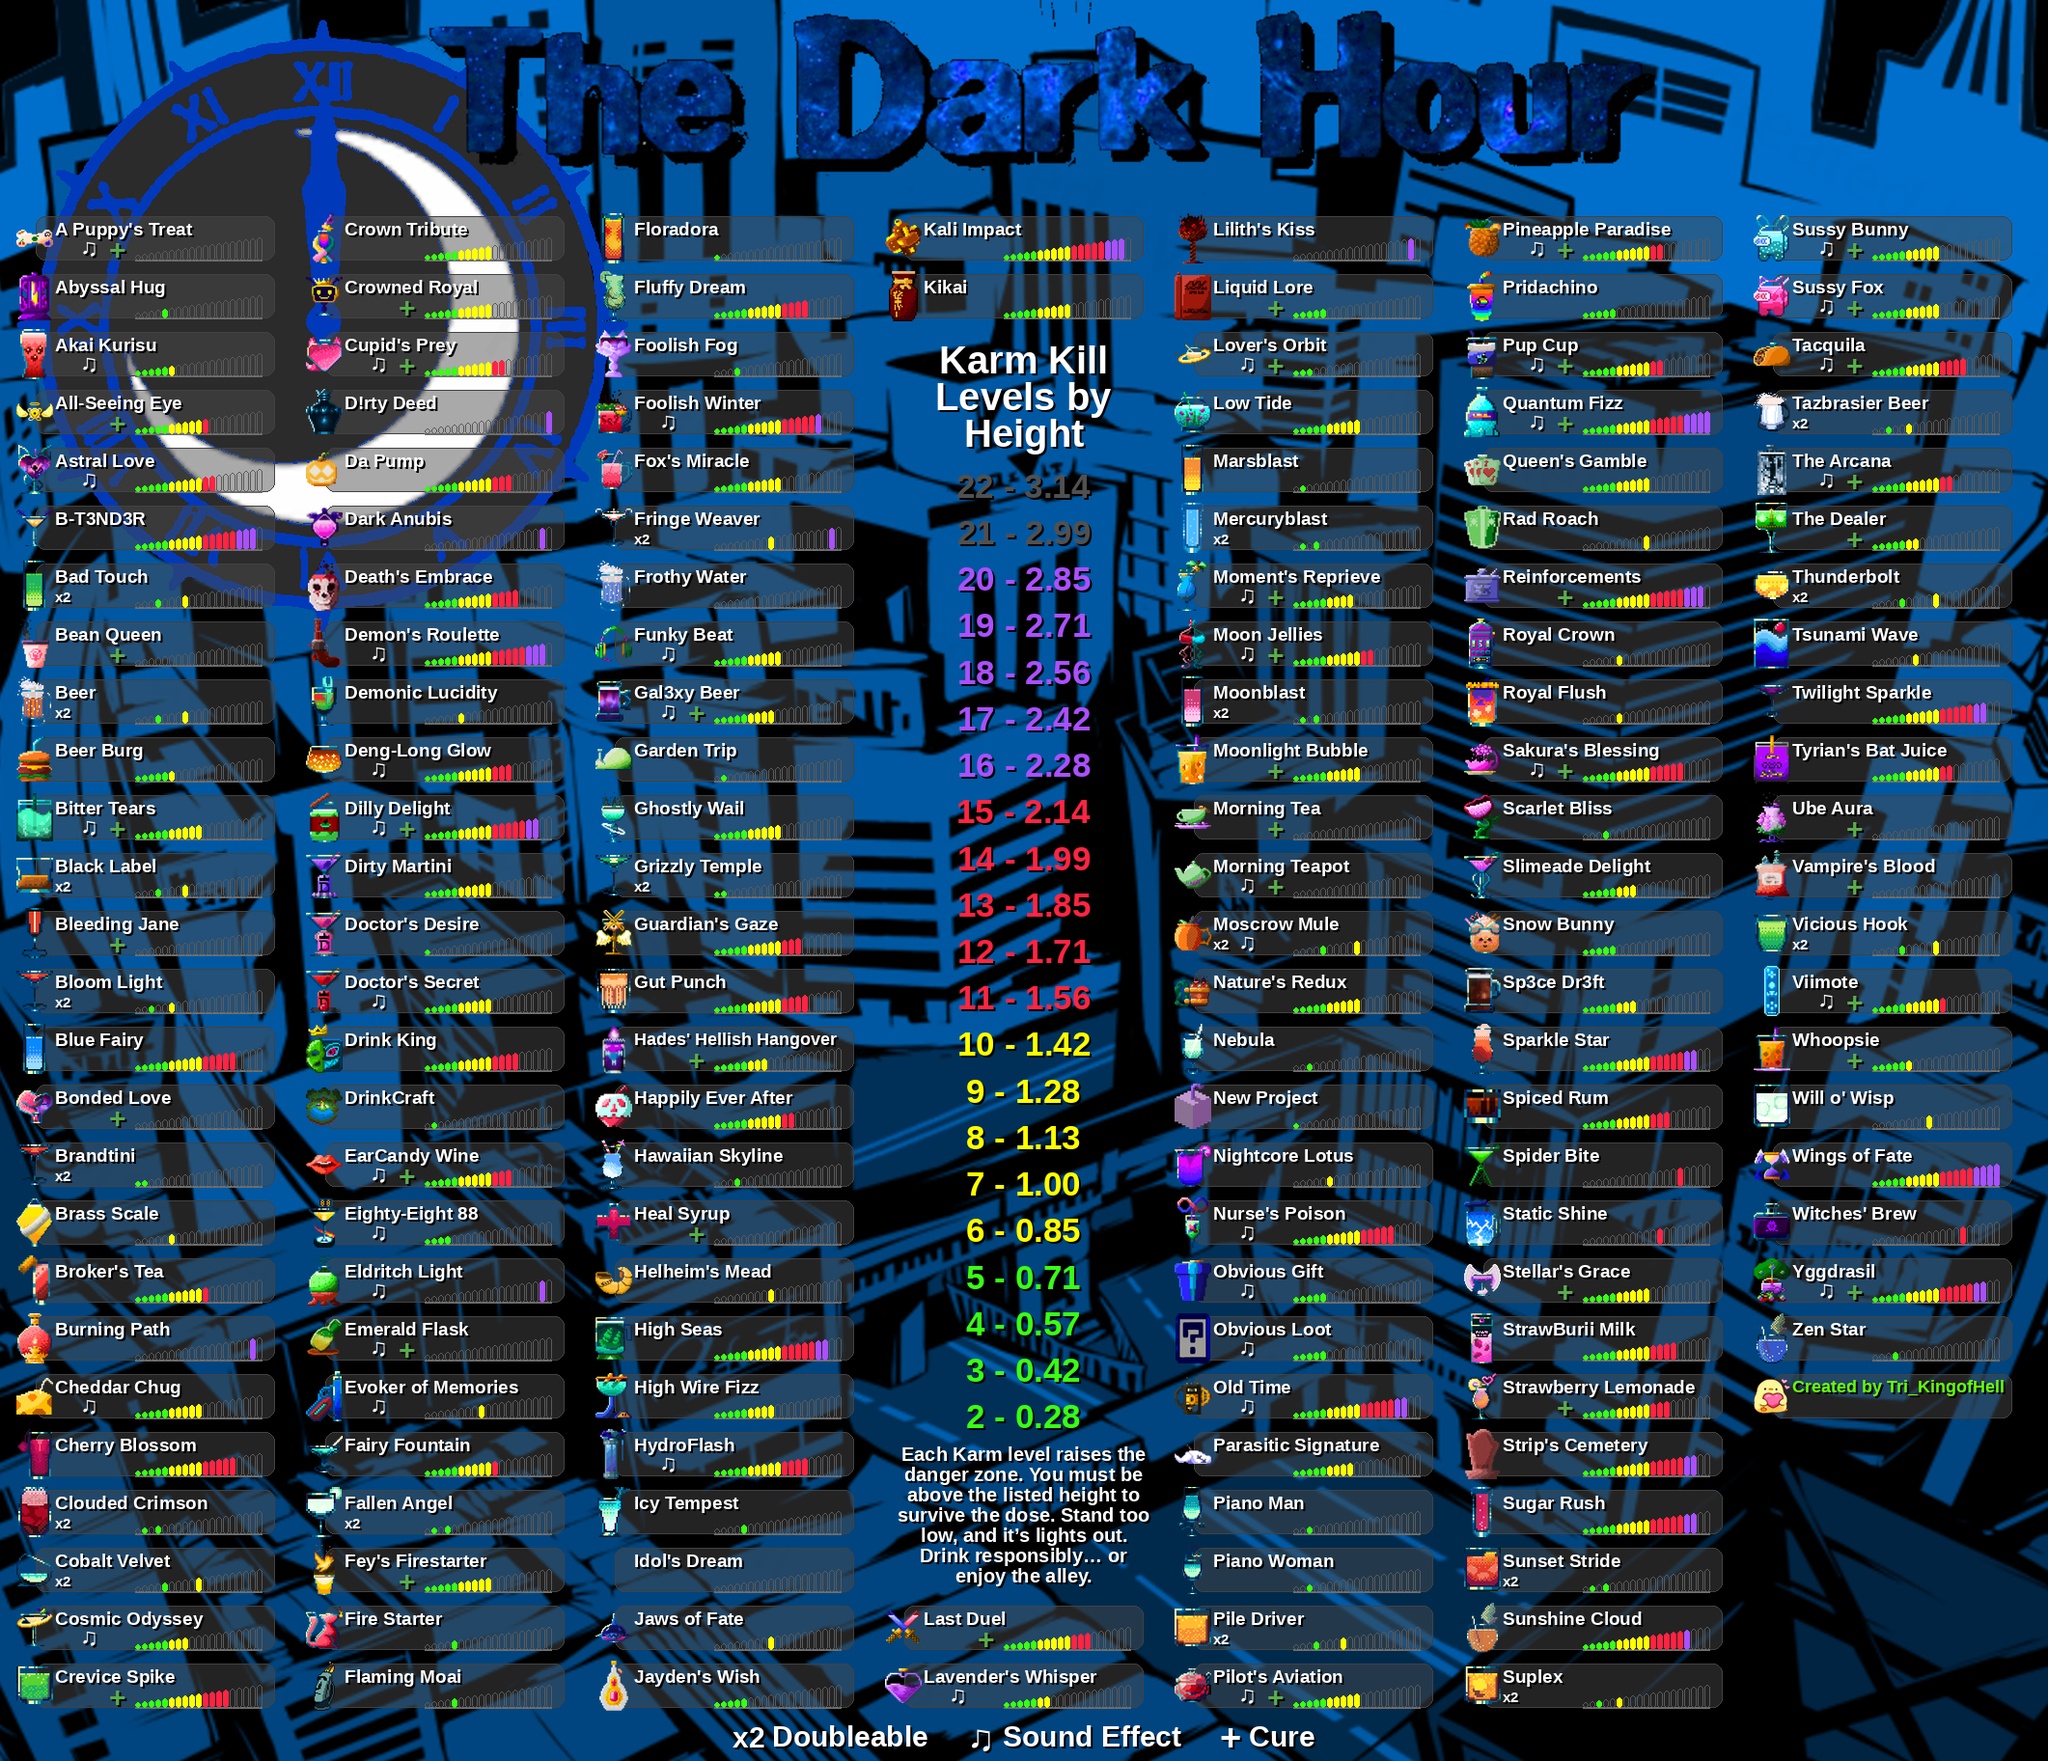 The Dark Hour
XI
XII
I
A Puppy's Treat
♫ +
Abyssal Hug
Akai Kurisu
♫
All-Seeing Eye
+
Astral Love
♫
B-T3ND3R
Bad Touch
x2
Bean Queen
+
Beer
x2
Beer Burg
Bitter Tears
♫ +
Black Label
x2
Bleeding Jane
+
Bloom Light
x2
Blue Fairy
Bonded Love
+
Brandtini
x2
Brass Scale
Broker's Tea
Burning Path
Cheddar Chug
♫
Cherry Blossom
Clouded Crimson
x2
Cobalt Velvet
x2
Cosmic Odyssey
♫
Crevice Spike
+
Crown Tribute
Crowned Royal
+
Cupid's Prey
♫ +
D!rty Deed
Da Pump
Dark Anubis
Death's Embrace
Demon's Roulette
♫
Demonic Lucidity
Deng-Long Glow
♫
Dilly Delight
♫ +
Dirty Martini
Doctor's Desire
Doctor's Secret
♫
Drink King
DrinkCraft
EarCandy Wine
♫ +
Eighty-Eight 88
♫
Eldritch Light
♫
Emerald Flask
♫ +
Evoker of Memories
♫
Fairy Fountain
Fallen Angel
x2
Fey's Firestarter
+
Fire Starter
Flaming Moai
Floradora
Fluffy Dream
Foolish Fog
Foolish Winter
♫
Fox's Miracle
Fringe Weaver
x2
Frothy Water
Funky Beat
♫
Gal3xy Beer
♫ +
Garden Trip
Ghostly Wail
Grizzly Temple
x2
Guardian's Gaze
Gut Punch
Hades' Hellish Hangover
+
Happily Ever After
Hawaiian Skyline
Heal Syrup
+
Helheim's Mead
High Seas
High Wire Fizz
HydroFlash
♫
Icy Tempest
Idol's Dream
Jaws of Fate
Jayden's Wish
Kali Impact
Kikai
Karm Kill
Levels by
Height
22 - 3.14
21 - 2.99
20 - 2.85
19 - 2.71
18 - 2.56
17 - 2.42
16 - 2.28
15 - 2.14
14 - 1.99
13 - 1.85
12 - 1.71
11 - 1.56
10 - 1.42
9 - 1.28
8 - 1.13
7 - 1.00
6 - 0.85
5 - 0.71
4 - 0.57
3 - 0.42
2 - 0.28
Each Karm level raises the
danger zone. You must be
above the listed height to
survive the dose. Stand too
low, and it's lights out.
Drink responsibly... or
enjoy the alley.
Last Duel
+
Lavender's Whisper
♫
Lilith's Kiss
Liquid Lore
+
Lover's Orbit
♫ +
Low Tide
Marsblast
Mercuryblast
x2
Moment's Reprieve
♫ +
Moon Jellies
♫ +
Moonblast
x2
Moonlight Bubble
+
Morning Tea
+
Morning Teapot
♫ +
Moscrow Mule
x2 ♫
Nature's Redux
Nebula
New Project
Nightcore Lotus
Nurse's Poison
♫
Obvious Gift
♫
Obvious Loot
♫
Old Time
♫
Parasitic Signature
Piano Man
Piano Woman
Pile Driver
x2
Pilot's Aviation
♫ +
Pineapple Paradise
♫ +
Pridachino
Pup Cup
♫ +
Quantum Fizz
♫ +
Queen's Gamble
Rad Roach
Reinforcements
+
Royal Crown
Royal Flush
Sakura's Blessing
♫ +
Scarlet Bliss
Slimeade Delight
Snow Bunny
Sp3ce Dr3ft
Sparkle Star
Spiced Rum
Spider Bite
Static Shine
Stellar's Grace
+
StrawBurii Milk
Strawberry Lemonade
+
Strip's Cemetery
Sugar Rush
Sunset Stride
x2
Sunshine Cloud
Suplex
x2
Sussy Bunny
♫ +
Sussy Fox
♫ +
Tacquila
♫ +
Tazbrasier Beer
x2
The Arcana
♫ +
The Dealer
+
Thunderbolt
x2
Tsunami Wave
Twilight Sparkle
Tyrian's Bat Juice
Ube Aura
+
Vampire's Blood
+
Vicious Hook
x2
Viimote
♫ +
Whoopsie
+
Will o' Wisp
Wings of Fate
Witches' Brew
Yggdrasil
♫ +
Zen Star
Created by Tri_KingofHell
x2 Doubleable ♫ Sound Effect + Cure